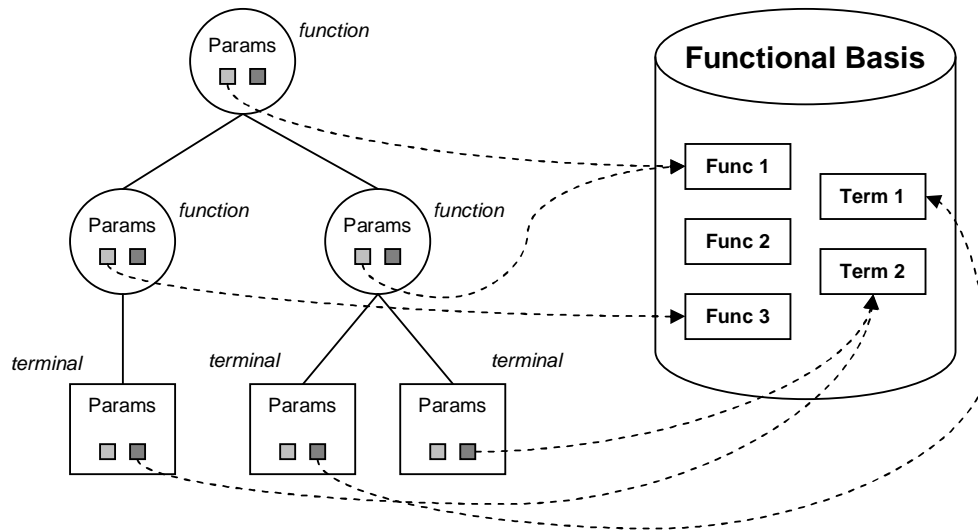 function
Params
Functional Basis
Func 1
Term 1
function
function
Params
Params
Func 2
Term 2
Func 3
terminal
terminal
terminal
Params
Params
Params